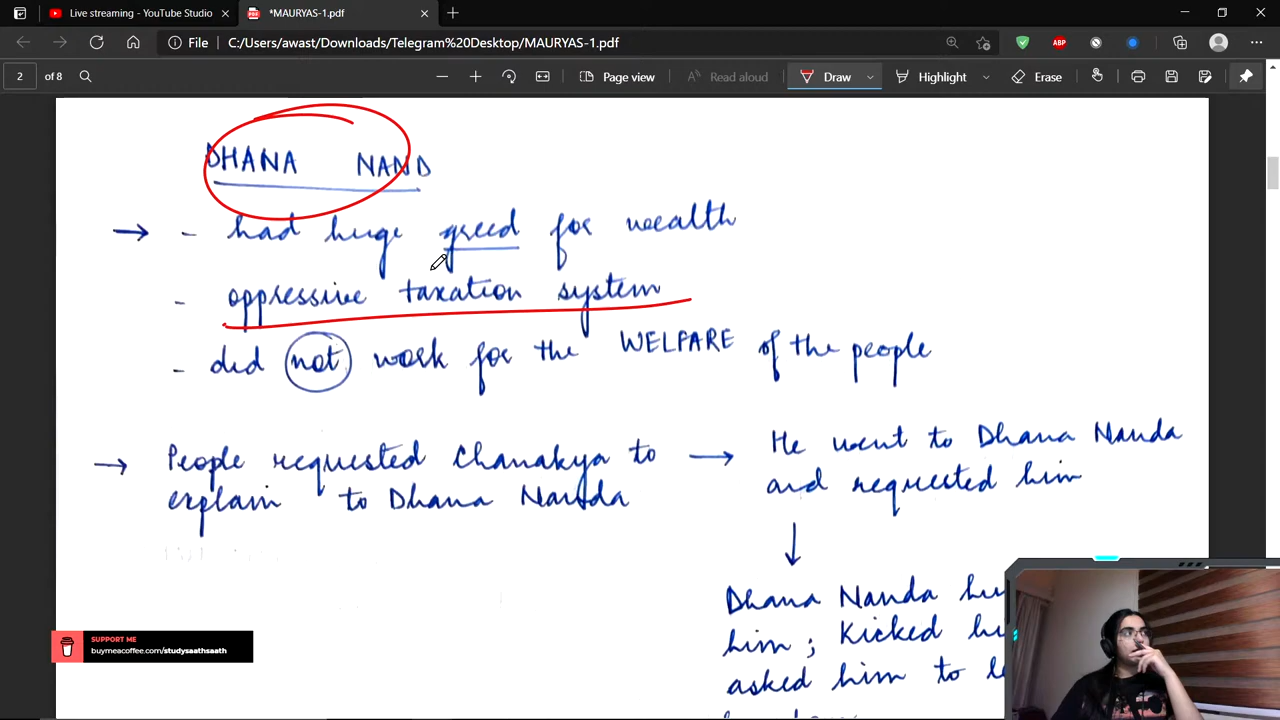 Live streaming - YouTube Studio
*MAURYAS-1.pdf
File
C:/Users/awast/Downloads/Telegram%20Desktop/MAURYAS-1.pdf
ABP
2 of 8
Page view
Read aloud
Draw
Highlight
Erase
DHANA NAND
→ - had huge greed for wealth
- oppressive taxation system
- did not work for the WELFARE of the people
→ People requested Chanakya to
explain to Dhana Nanda
→ He went to Dhana Nanda
and requested him
↓
Dhana Nanda
him; Kicked
asked him to
SUPPORT ME
buymeacoffee.com/studysaathsaath